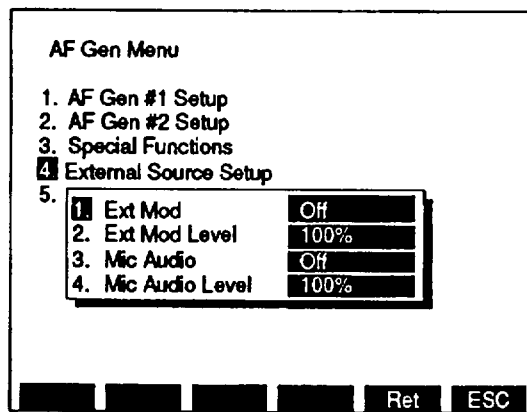 AF Gen Menu
1. AF Gen #1 Setup
2. AF Gen #2 Setup
3. Special Functions
4. External Source Setup
5.
1. Ext Mod Off
2. Ext Mod Level 100%
3. Mic Audio Off
4. Mic Audio Level 100%
Ret ESC